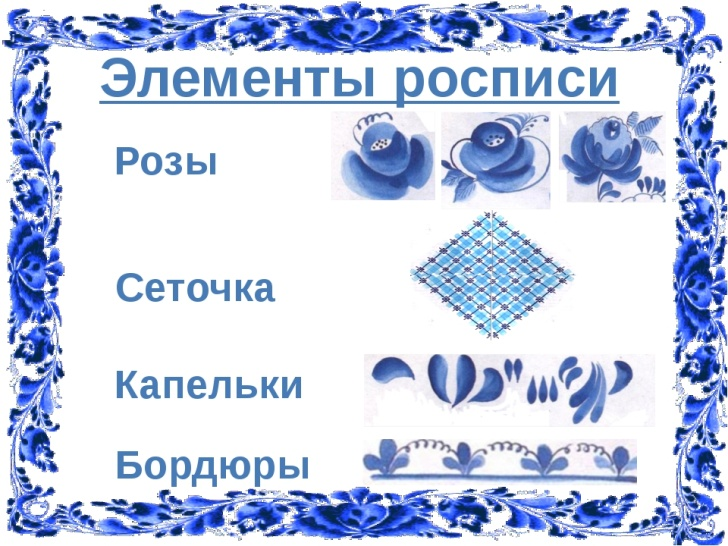 Элементы росписи
Розы
Сеточка
Капельки
Бордюры